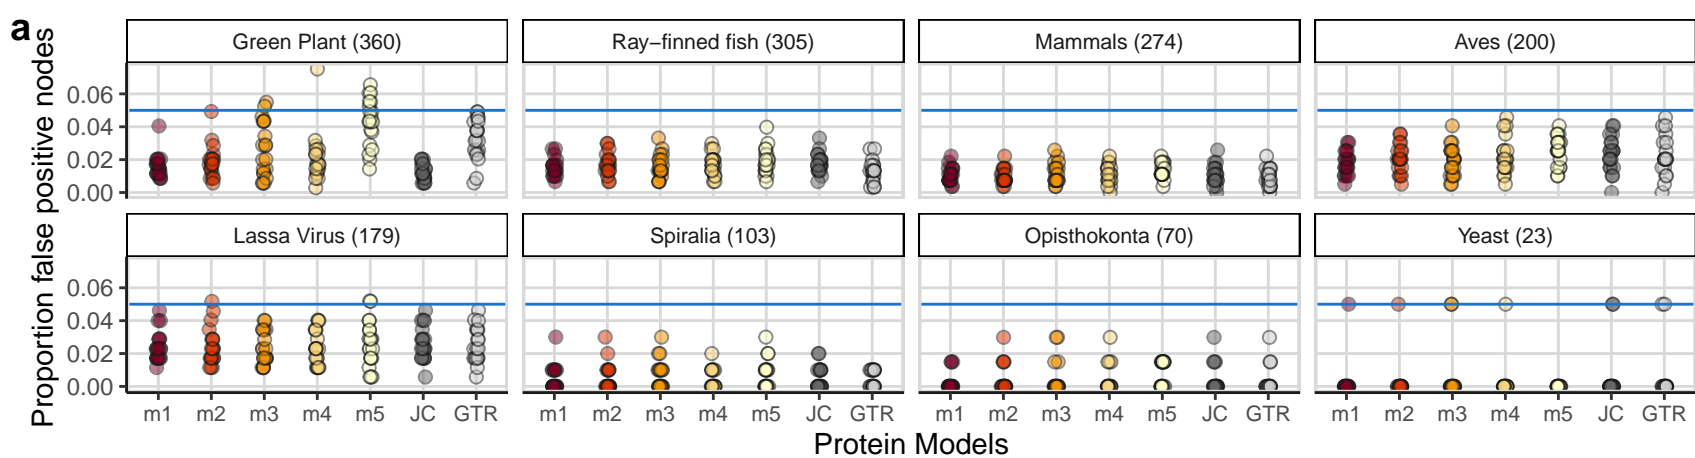 a
Proportion false positive nodes
Green Plant (360)
Ray−finned fish (305)
Mammals (274)
Aves (200)
0.06
0.04
0.02
0.00
Lassa Virus (179)
Spiralia (103)
Opisthokonta (70)
Yeast (23)
0.06
0.04
0.02
0.00
m1 m2 m3 m4 m5 JC GTR
m1 m2 m3 m4 m5 JC GTR
m1 m2 m3 m4 m5 JC GTR
m1 m2 m3 m4 m5 JC GTR
Protein Models